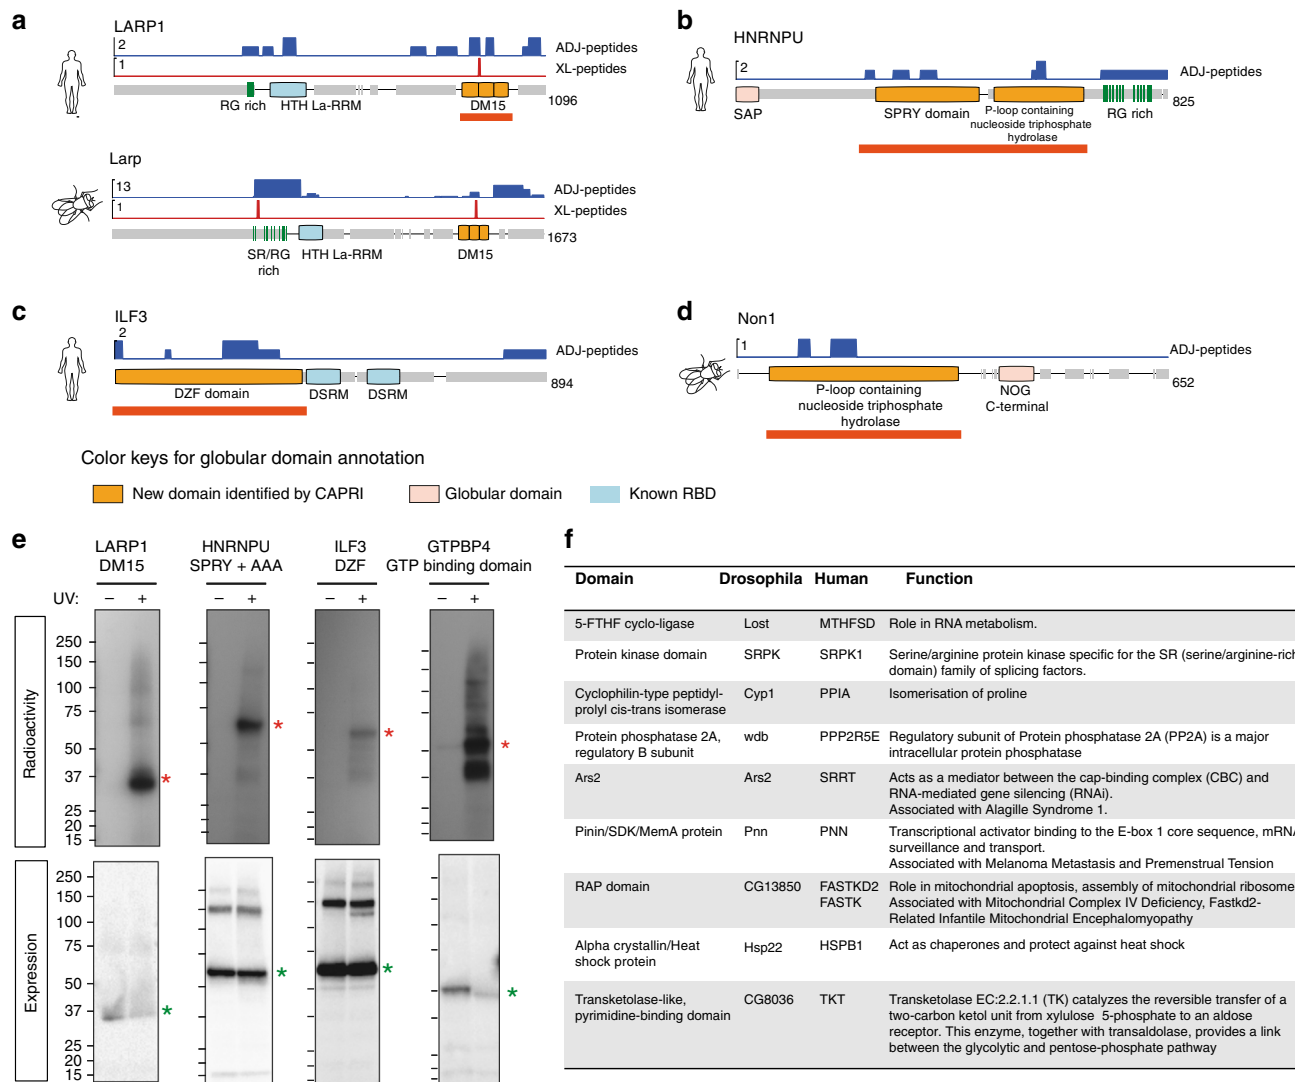 a
LARP1
2
ADJ-peptides
1
XL-peptides
RG rich
HTH La-RRM
DM15
1096
Larp
13
ADJ-peptides
1
XL-peptides
SR/RG
rich
HTH La-RRM
DM15
1673
b
HNRNPU
2
ADJ-peptides
825
SAP
SPRY domain
P-loop containing
nucleoside triphosphate
hydrolase
RG rich
c
ILF3
2
ADJ-peptides
894
DZF domain
DSRM
DSRM
d
Non1
1
ADJ-peptides
652
P-loop containing
nucleoside triphosphate
hydrolase
NOG
C-terminal
Color keys for globular domain annotation
New domain identified by CAPRI
Globular domain
Known RBD
e
LARP1
DM15
HNRNPU
SPRY + AAA
ILF3
DZF
GTPBP4
GTP binding domain
UV: – + – + – + – +
Radioactivity
250
150
100
75
50
37
25
20
15
*
*
*
*
Expression
250
150
100
75
50
37
25
20
15
*
*
*
*
f
Domain Drosophila Human Function
5-FTHF cyclo-ligase Lost MTHFSD Role in RNA metabolism.
Protein kinase domain SRPK SRPK1 Serine/arginine protein kinase specific for the SR (serine/arginine-rich
domain) family of splicing factors.
Cyclophilin-type peptidyl-
prolyl cis-trans isomerase Cyp1 PPIA Isomerisation of proline
Protein phosphatase 2A,
regulatory B subunit wdb PPP2R5E Regulatory subunit of Protein phosphatase 2A (PP2A) is a major
intracellular protein phosphatase
Ars2 Ars2 SRRT Acts as a mediator between the cap-binding complex (CBC) and
RNA-mediated gene silencing (RNAi).
Associated with Alagille Syndrome 1.
Pinin/SDK/MemA protein Pnn PNN Transcriptional activator binding to the E-box 1 core sequence, mRNA
surveillance and transport.
Associated with Melanoma Metastasis and Premenstrual Tension
RAP domain CG13850 FASTKD2 Role in mitochondrial apoptosis, assembly of mitochondrial ribosome
FASTK Associated with Mitochondrial Complex IV Deficiency, Fastkd2-
Related Infantile Mitochondrial Encephalomyopathy
Alpha crystallin/Heat
shock protein Hsp22 HSPB1 Act as chaperones and protect against heat shock
Transketolase-like,
pyrimidine-binding domain CG8036 TKT Transketolase EC:2.2.1.1 (TK) catalyzes the reversible transfer of a
two-carbon ketol unit from xylulose 5-phosphate to an aldose
receptor. This enzyme, together with transaldolase, provides a link
between the glycolytic and pentose-phosphate pathway